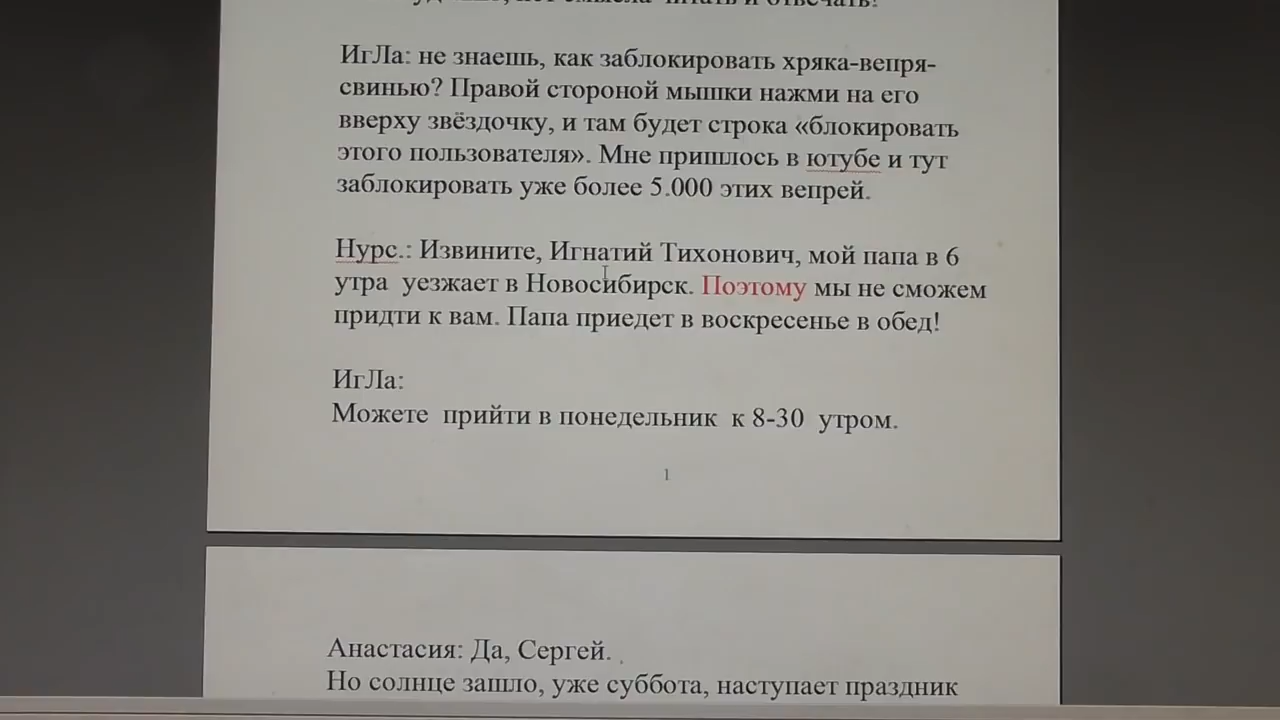 читать и отвечать!
ИгЛа: не знаешь, как заблокировать хряка-вепря-
свинью? Правой стороной мышки нажми на его
вверху звёздочку, и там будет строка «блокировать
этого пользователя». Мне пришлось в ютубе и тут
заблокировать уже более 5.000 этих вепрей.
Нурс.: Извините, Игнатий Тихонович, мой папа в 6
утра уезжает в Новосибирск. Поэтому мы не сможем
придти к вам. Папа приедет в воскресенье в обед!
ИгЛа:
Можете прийти в понедельник к 8-30 утром.
1
Анастасия: Да, Сергей.
Но солнце зашло, уже суббота, наступает праздник